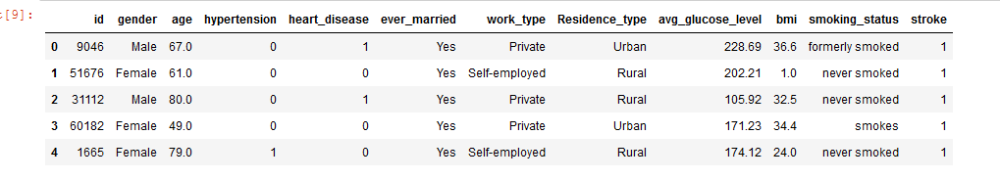 t[9]:
id gender age hypertension heart_disease ever_married work_type Residence_type avg_glucose_level bmi smoking_status stroke
0 9046 Male 67.0 0 1 Yes Private Urban 228.69 36.6 formerly smoked 1
1 51676 Female 61.0 0 0 Yes Self-employed Rural 202.21 1.0 never smoked 1
2 31112 Male 80.0 0 1 Yes Private Rural 105.92 32.5 never smoked 1
3 60182 Female 49.0 0 0 Yes Private Urban 171.23 34.4 smokes 1
4 1665 Female 79.0 1 0 Yes Self-employed Rural 174.12 24.0 never smoked 1